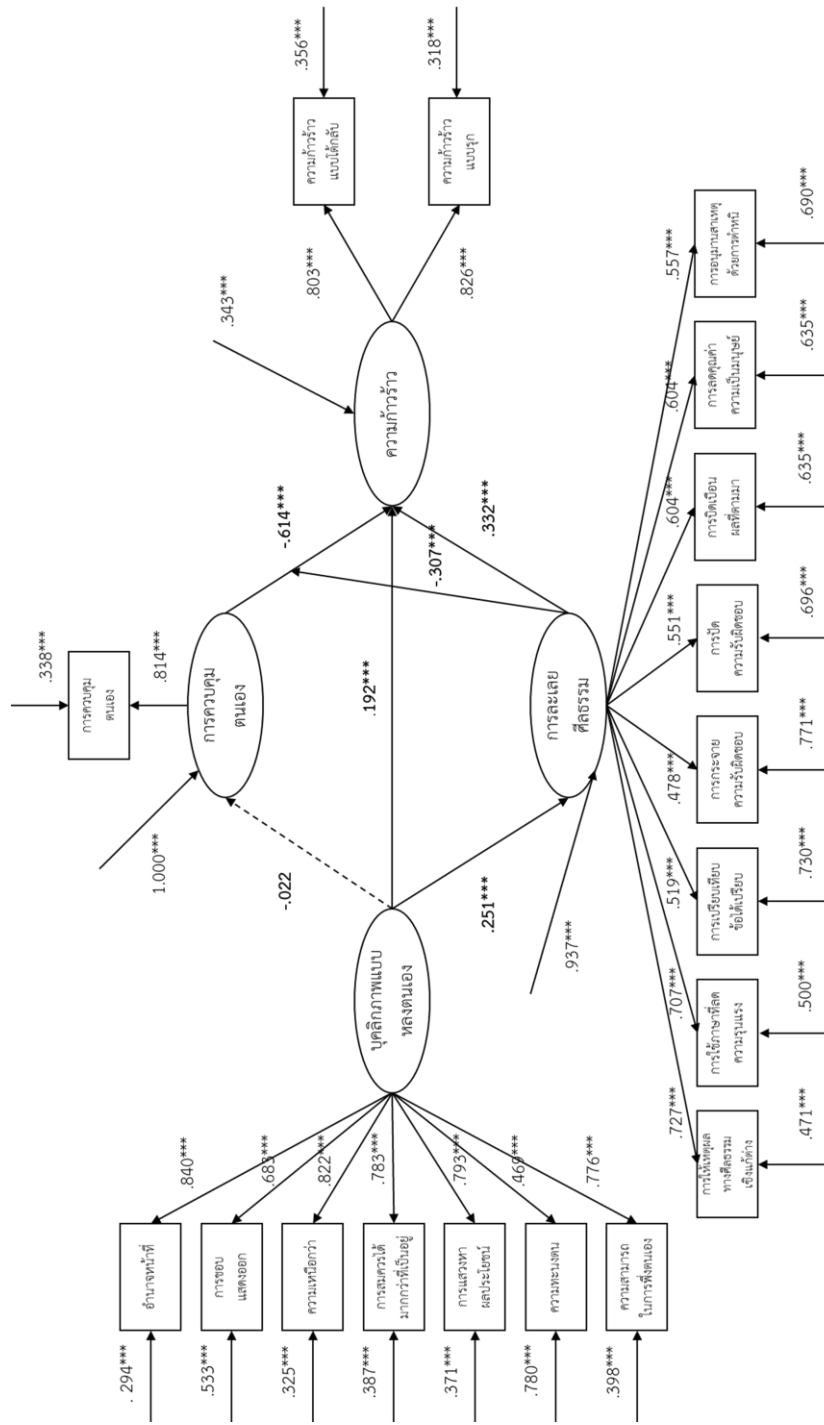 .398***
.780***
.371***
.387***
.325***
.533***
. 294***
ความสามารถ
ในการพึ่งตนเอง
ความทะนงตน
การแสวงหา
ผลประโยชน์
การสมควรได้
มากกว่าที่เป็นอยู่
ความเหนือกว่า
การชอบ
แสดงออก
อำนาจหน้าที่
.776***
.469***
.793***
.783***
.822***
.683***
.840***
บุคลิกภาพแบบ
หลงตนเอง
.937***
.251***
.192***
-.022
1.000***
การละเลย
ศีลธรรม
การควบคุม
ตนเอง
.814***
การควบคุม
ตนเอง
.338***
.332***
-.307***
-.614***
ความก้าวร้าว
.343***
.826***
.803***
ความก้าวร้าว
แบบรุก
ความก้าวร้าว
แบบโต้กลับ
.318***
.356***
.727***
.707***
.519***
.478***
.551***
.604***
.604***
.557***
การให้เหตุผล
ทางศีลธรรม
เชิงแก้ต่าง
การใช้ภาษาที่ลด
ความรุนแรง
การเปรียบเทียบ
ข้อได้เปรียบ
การกระจาย
ความรับผิดชอบ
การปัด
ความรับผิดชอบ
การบิดเบือน
ผลที่ตามมา
การลดคุณค่า
ความเป็นมนุษย์
การอนุมานสาเหตุ
ด้วยการตำหนิ
.471***
.500***
.730***
.771***
.696***
.635***
.635***
.690***